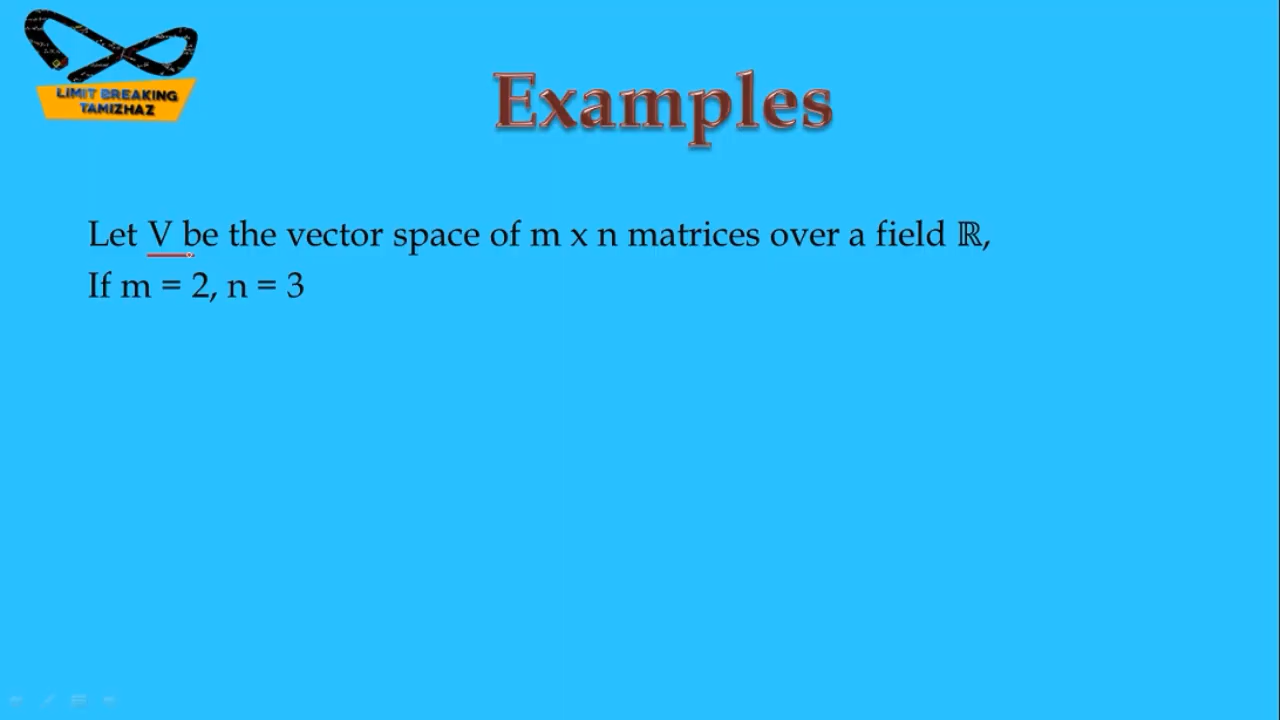 LIMIT BREAKING
TAMIZHAZ
Examples
Let V be the vector space of m x n matrices over a field ℝ,
If m = 2, n = 3